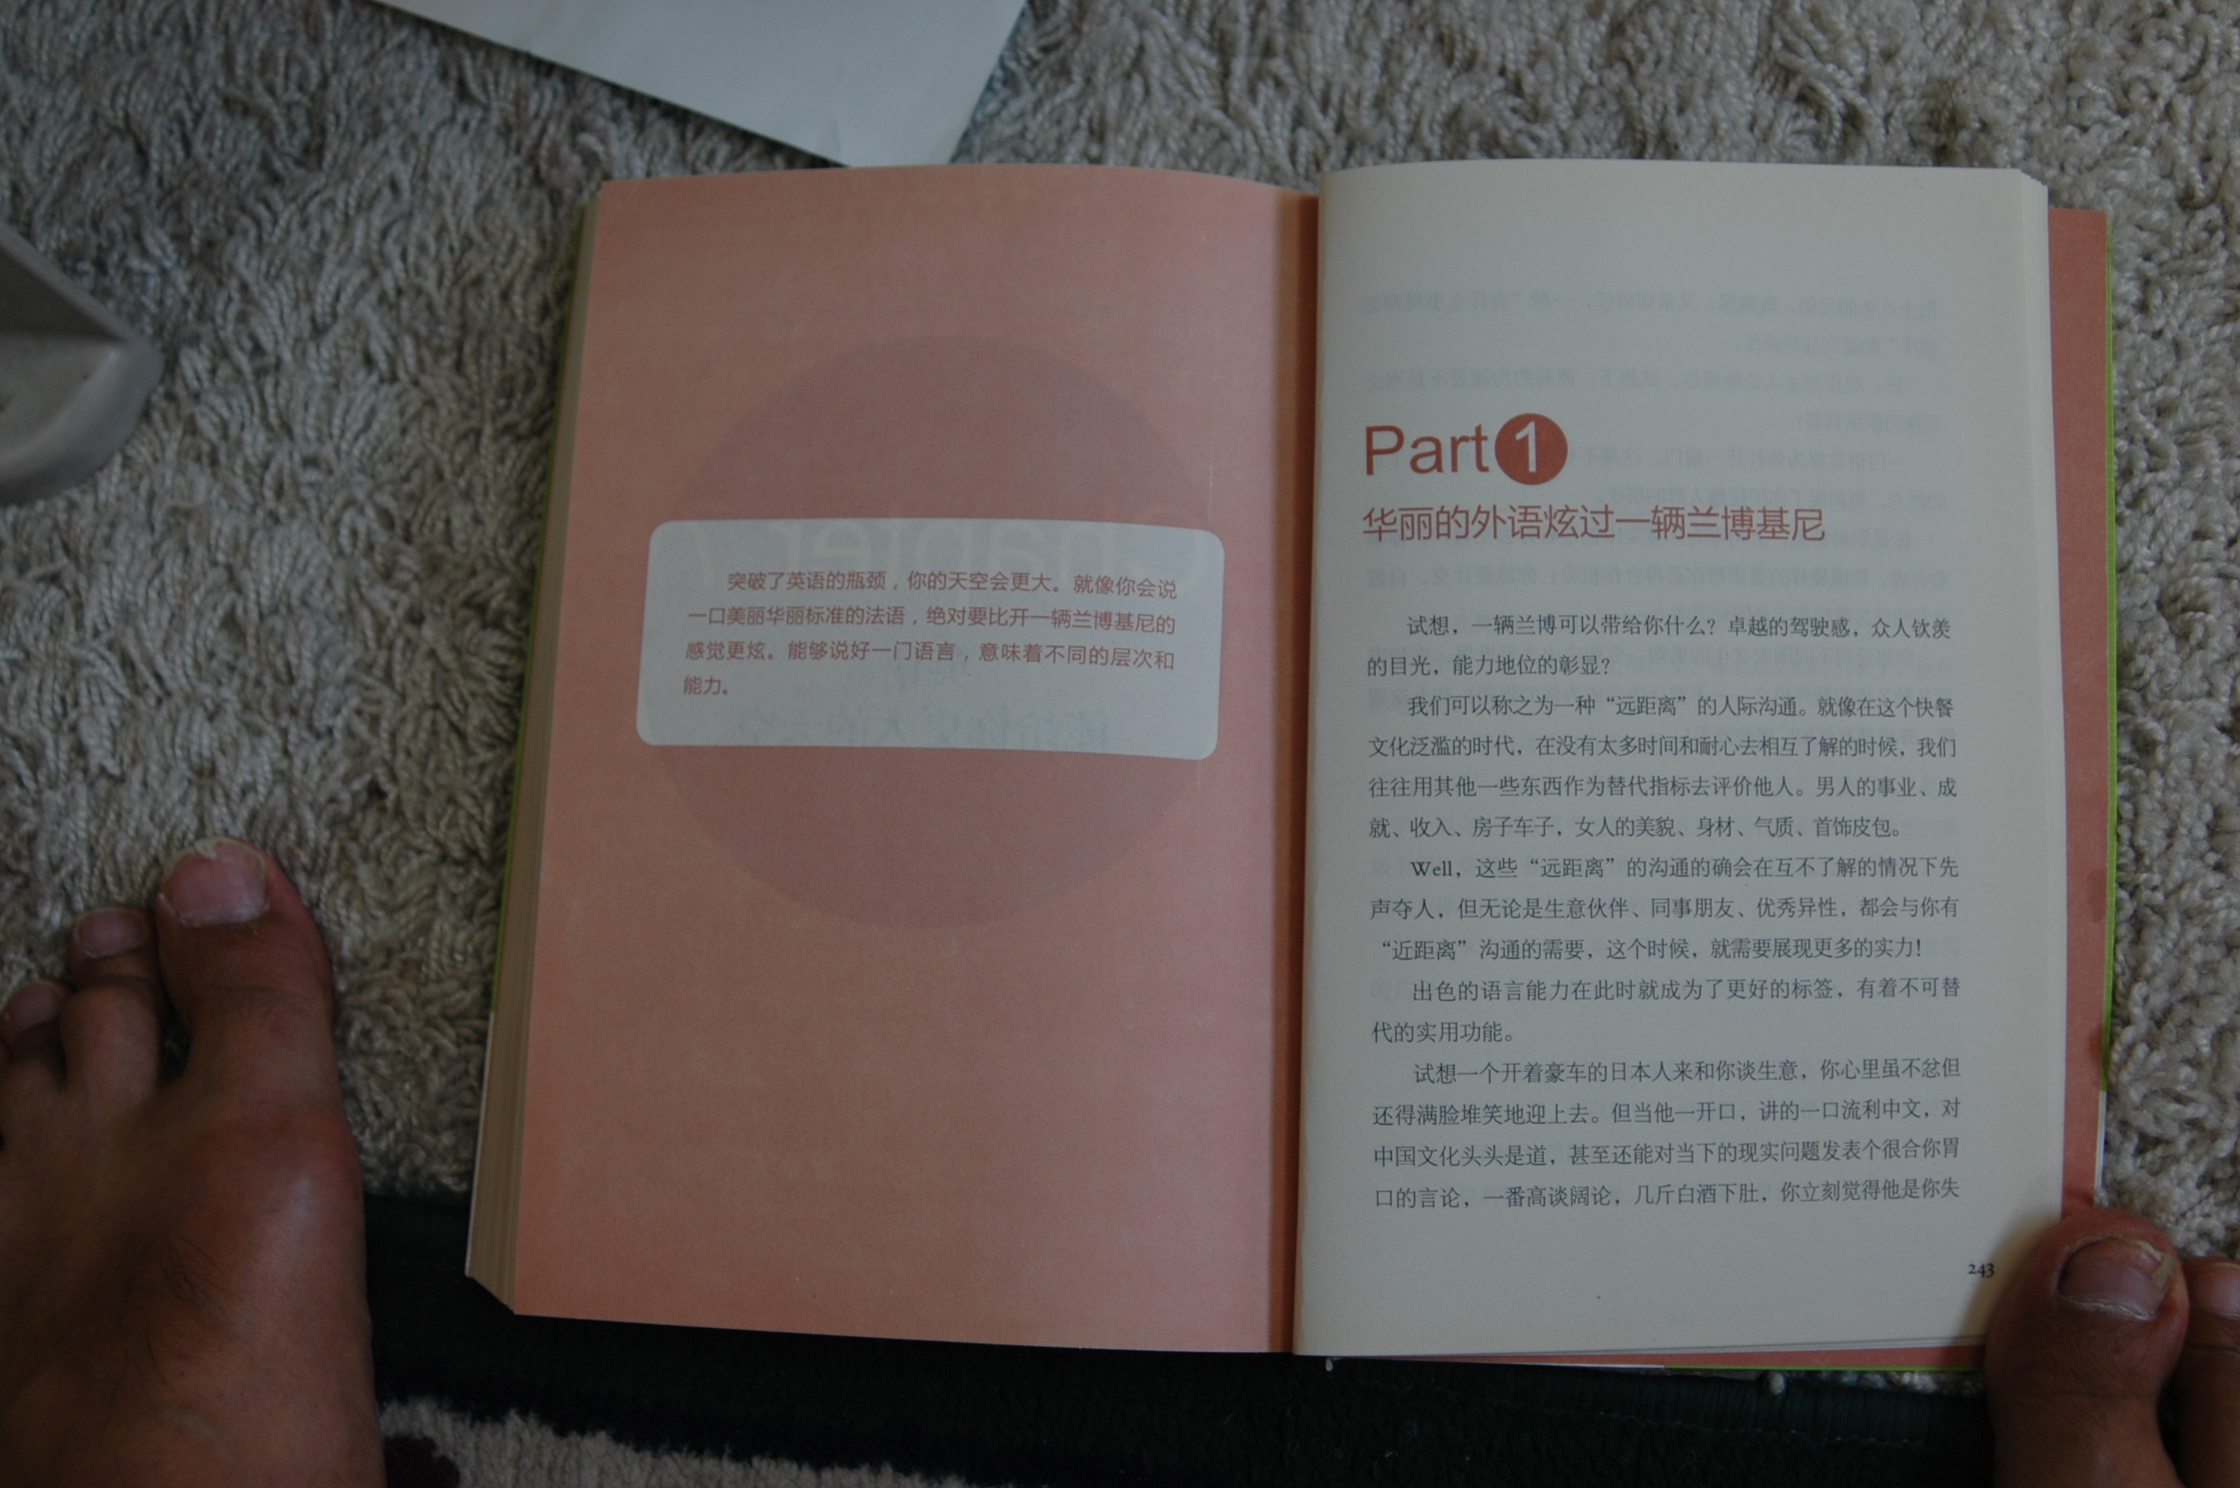 突破了英语的瓶颈，你的天空会更大。就像你会说
一口美丽华丽标准的法语，绝对要比开一辆兰博基尼的
感觉更炫。能够说好一门语言，意味着不同的层次和
能力。
Part 1
华丽的外语炫过一辆兰博基尼
试想，一辆兰博可以带给你什么？卓越的驾驶感，众人钦羡
的目光，能力地位的彰显？
我们可以称之为一种“远距离”的人际沟通。就像在这个快餐
文化泛滥的时代，在没有太多时间和耐心去相互了解的时候，我们
往往用其他一些东西作为替代指标去评价他人。男人的事业、成
就、收入、房子车子，女人的美貌、身材、气质、首饰皮包。
Well，这些“远距离”的沟通的确会在互不了解的情况下先
声夺人，但无论是生意伙伴、同事朋友、优秀异性，都会与你有
“近距离”沟通的需要，这个时候，就需要展现更多的实力！
出色的语言能力在此时就成为了更好的标签，有着不可替
代的实用功能。
试想一个开着豪车的日本人来和你谈生意，你心里虽不忿但
还得满脸堆笑地迎上去。但当他一开口，讲的一口流利中文，对
中国文化头头是道，甚至还能对当下的现实问题发表个很合你胃
口的言论，一番高谈阔论，几斤白酒下肚，你立刻觉得他是你失
243